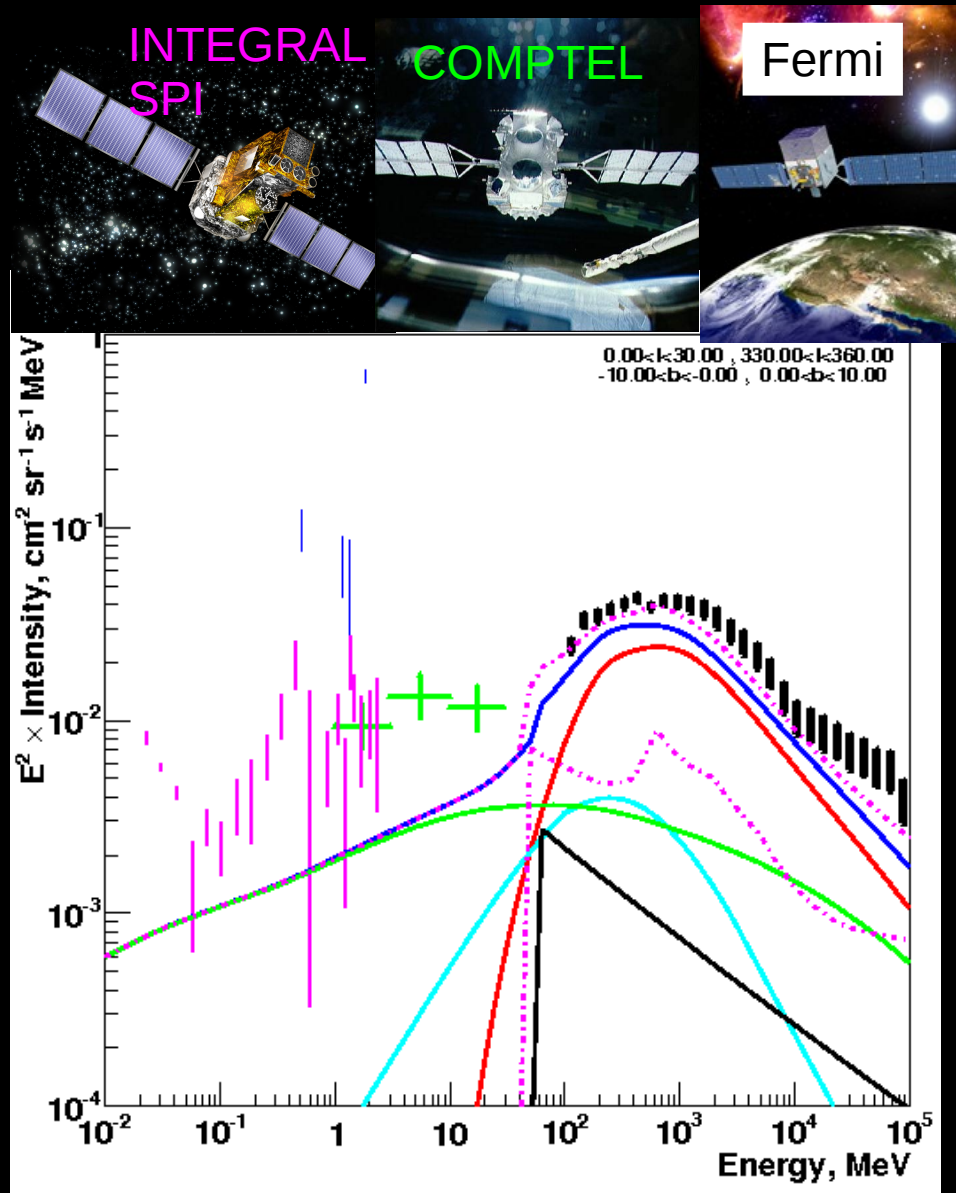 INTEGRAL
SPI
COMPTEL
Fermi
0.00<l<30.00 , 330.00<l<360.00
-10.00<b<-0.00 , 0.00<b<10.00
E² × Intensity, cm² sr⁻¹ s⁻¹ MeV
1
10⁻¹
10⁻²
10⁻³
10⁻⁴
10⁻² 10⁻¹ 1 10 10² 10³ 10⁴ 10⁵
Energy, MeV